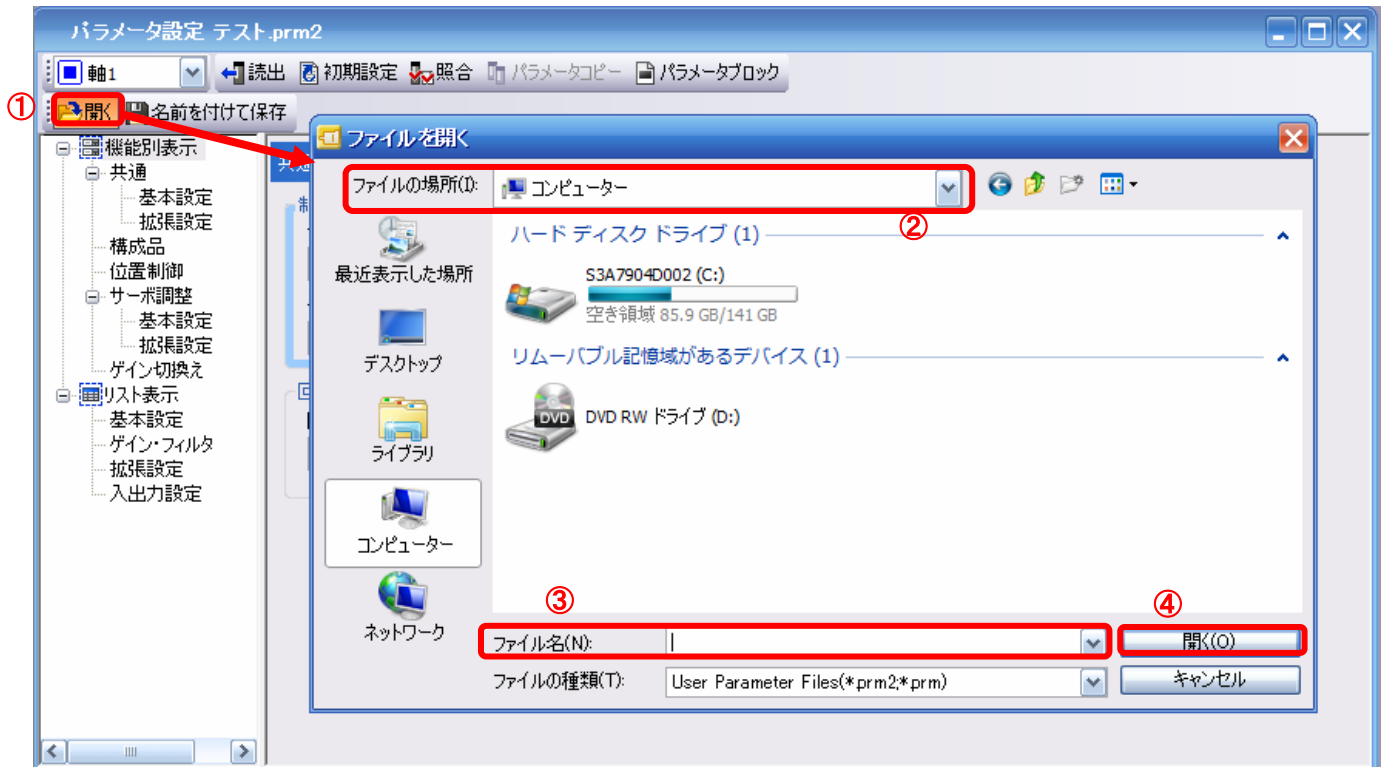 パラメータ設定 テスト.prm2
軸1 読出 初期設定 照合 パラメータコピー パラメータブロック
① 開く 名前を付けて保存
機能別表示
共通
基本設定
拡張設定
構成品
位置制御
サーボ調整
基本設定
拡張設定
ゲイン切換え
リスト表示
基本設定
ゲイン・フィルタ
拡張設定
入出力設定
ファイルを開く
ファイルの場所(I): コンピューター
②
最近表示した場所
デスクトップ
ライブラリ
コンピューター
ネットワーク
ハード ディスク ドライブ (1)
S3A7904D002 (C:)
空き領域 85.9 GB/141 GB
リムーバブル記憶域があるデバイス (1)
DVD
DVD RW ドライブ (D:)
③ ④
ファイル名(N): 開く(O)
ファイルの種類(T): User Parameter Files(*.prm2;*.prm) キャンセル